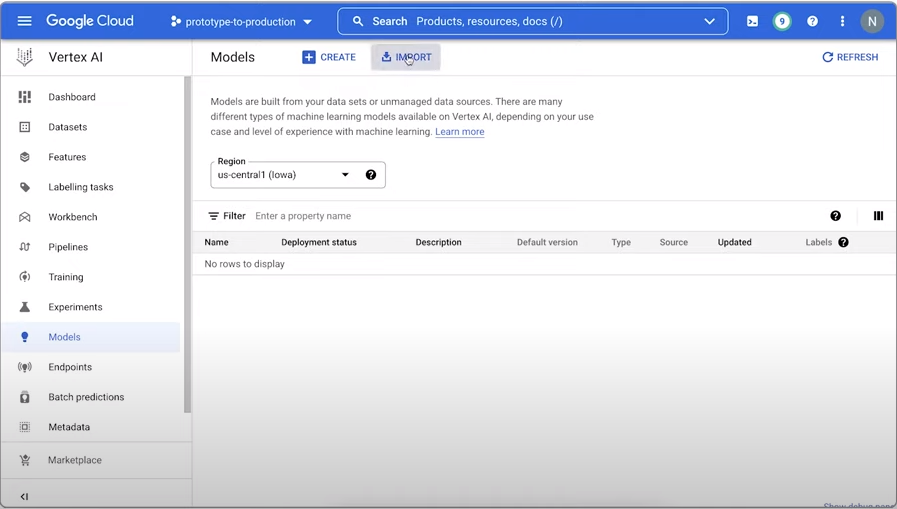 Google Cloud
prototype-to-production
Search Products, resources, docs (/)
9
N
Vertex AI
Models
CREATE
IMPORT
REFRESH
Dashboard
Datasets
Features
Labelling tasks
Workbench
Pipelines
Training
Experiments
Models
Endpoints
Batch predictions
Metadata
Marketplace
Models are built from your data sets or unmanaged data sources. There are many
different types of machine learning models available on Vertex AI, depending on your use
case and level of experience with machine learning. Learn more
Region
us-central1 (Iowa)
Filter Enter a property name
Name Deployment status Description Default version Type Source Updated Labels
No rows to display
Show debug panel